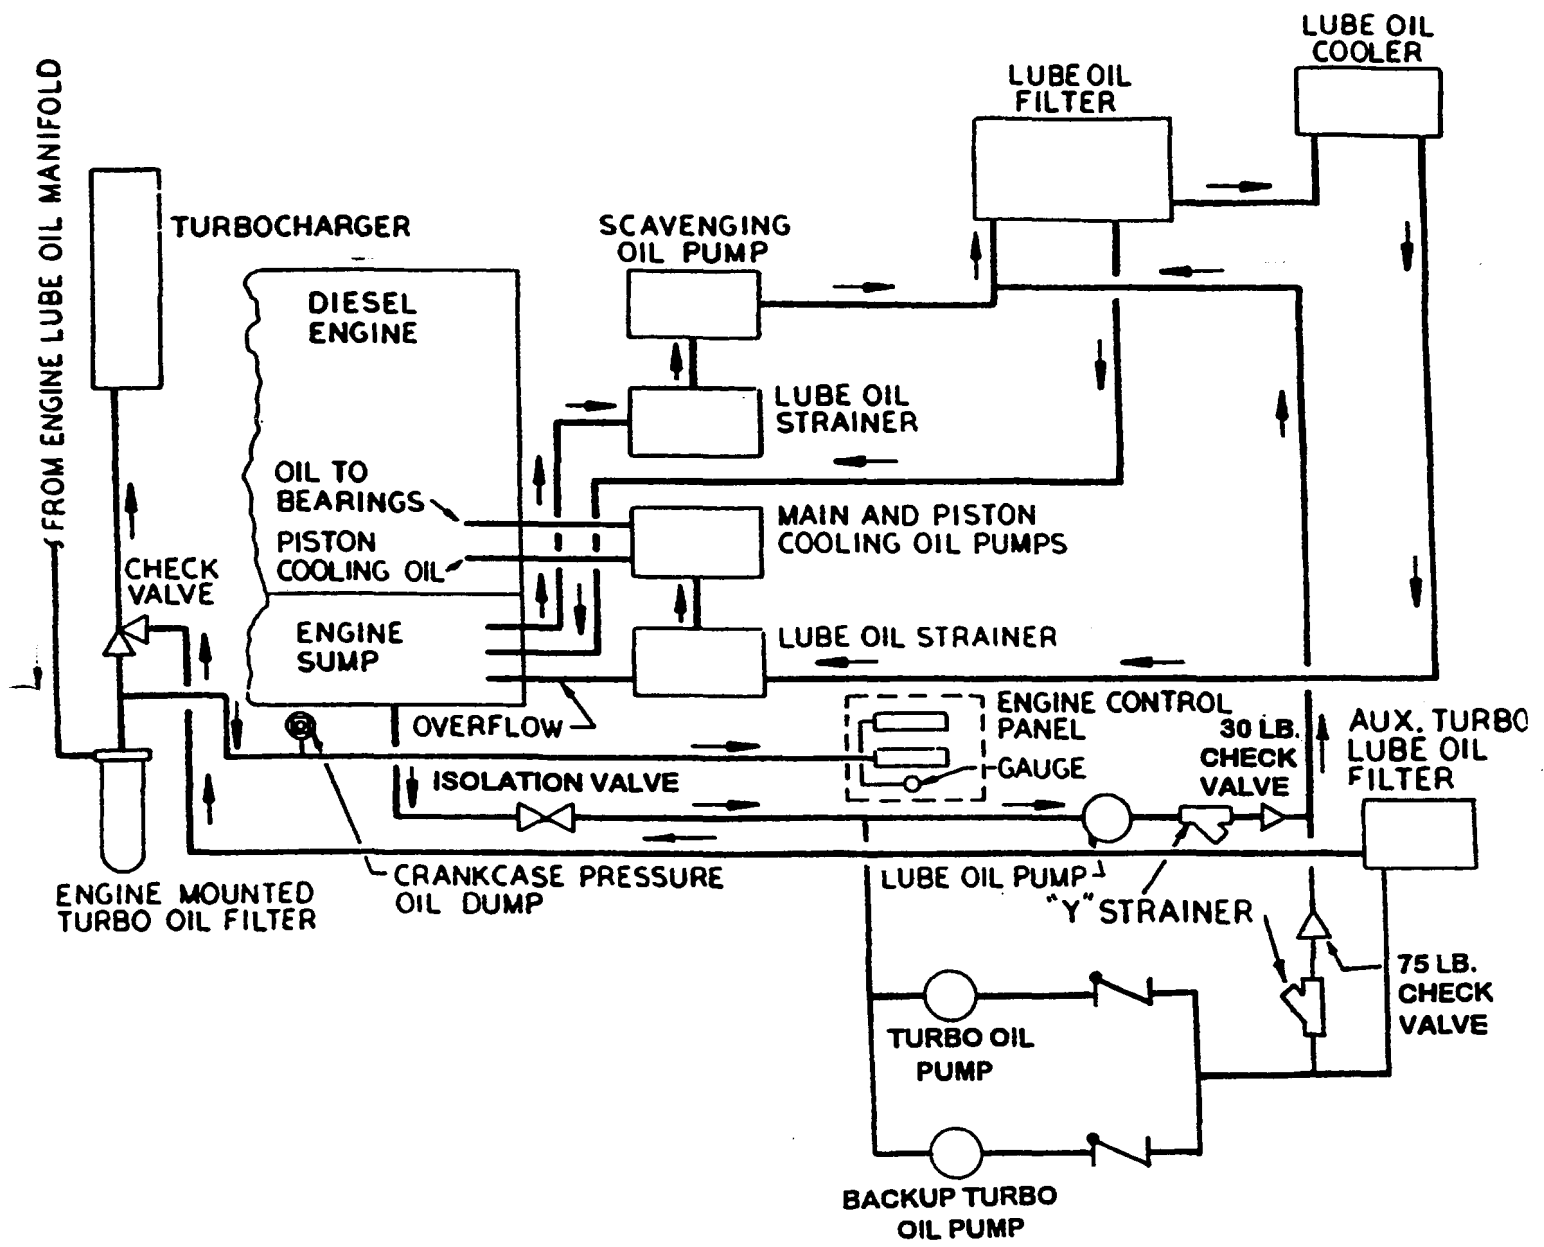 LUBE OIL
COOLER
LUBE OIL
FILTER
FROM ENGINE LUBE OIL MANIFOLD
TURBOCHARGER
SCAVENGING
OIL PUMP
DIESEL
ENGINE
LUBE OIL
STRAINER
OIL TO
BEARINGS
MAIN AND PISTON
COOLING OIL PUMPS
PISTON
COOLING OIL
CHECK
VALVE
ENGINE
SUMP
LUBE OIL STRAINER
OVERFLOW
ENGINE CONTROL
PANEL
GAUGE
30 LB.
CHECK
VALVE
AUX. TURBO
LUBE OIL
FILTER
ISOLATION VALVE
ENGINE MOUNTED
TURBO OIL FILTER
CRANKCASE PRESSURE
OIL DUMP
LUBE OIL PUMP
"Y" STRAINER
75 LB.
CHECK
VALVE
TURBO OIL
PUMP
BACKUP TURBO
OIL PUMP